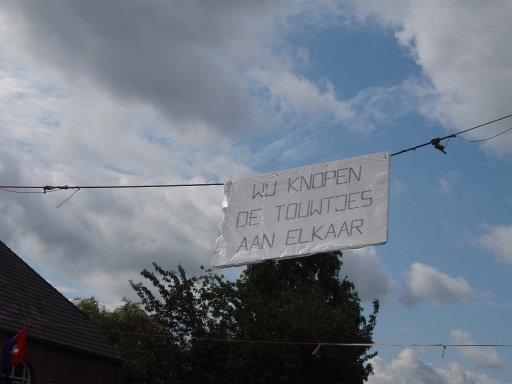 WIJ KNOPEN
DE TOUWTJES
AAN ELKAAR